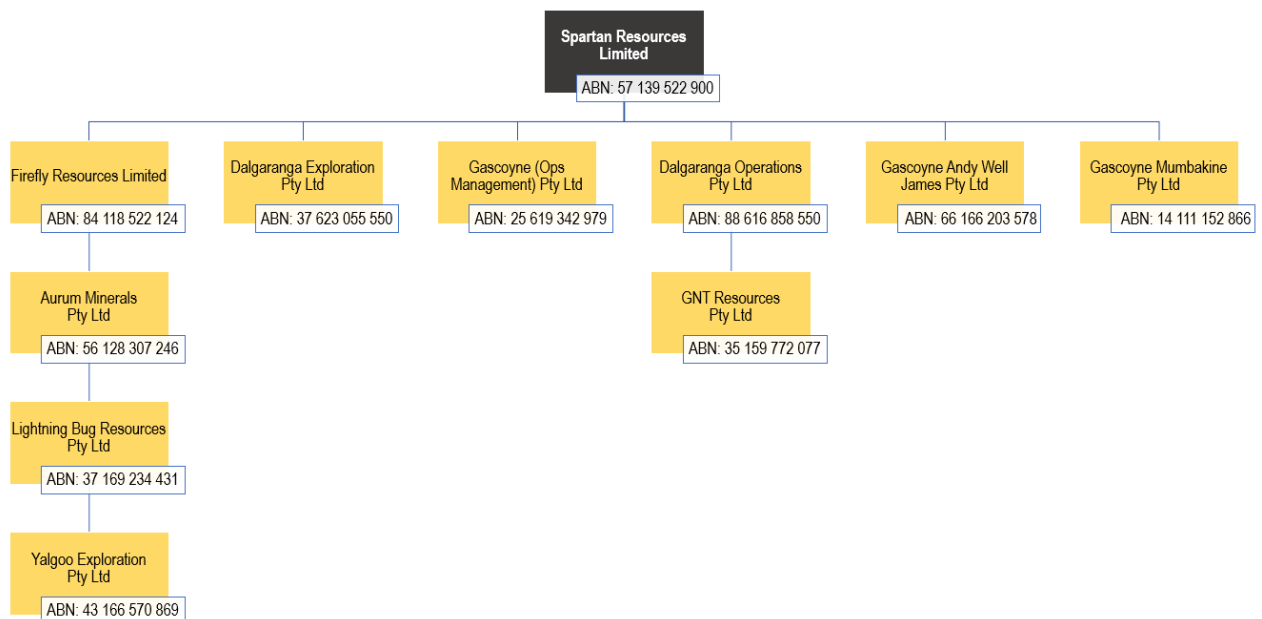 Spartan Resources
Limited
ABN: 57 139 522 900
Firefly Resources Limited
ABN: 84 118 522 124
Dalgaranga Exploration
Pty Ltd
ABN: 37 623 055 550
Gascoyne (Ops
Management) Pty Ltd
ABN: 25 619 342 979
Dalgaranga Operations
Pty Ltd
ABN: 88 616 858 550
Gascoyne Andy Well
James Pty Ltd
ABN: 66 166 203 578
Gascoyne Mumbakine
Pty Ltd
ABN: 14 111 152 866
Aurum Minerals
Pty Ltd
ABN: 56 128 307 246
GNT Resources
Pty Ltd
ABN: 35 159 772 077
Lightning Bug Resources
Pty Ltd
ABN: 37 169 234 431
Yalgoo Exploration
Pty Ltd
ABN: 43 166 570 869